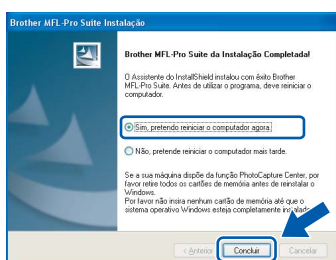 Brother MFL-Pro Suite Instalação
Brother MFL-Pro Suite da Instalação Completada!
O Assistente do InstallShield instalou com êxito Brother
MFL-Pro Suite. Antes de utilizar o programa, deve reiniciar o
computador.
Sim, pretendo reiniciar o computador agora.
Não, pretende reiniciar o computador mais tarde.
Se a sua máquina dispõe da função PhotoCapture Center, por
favor retire todos os cartões de memória antes de reinstalar o
Windows.
Por favor não insira nenhum cartão de memória até que o
sistema operativo Windows esteja completamente
< Anterior Concluir Cancelar